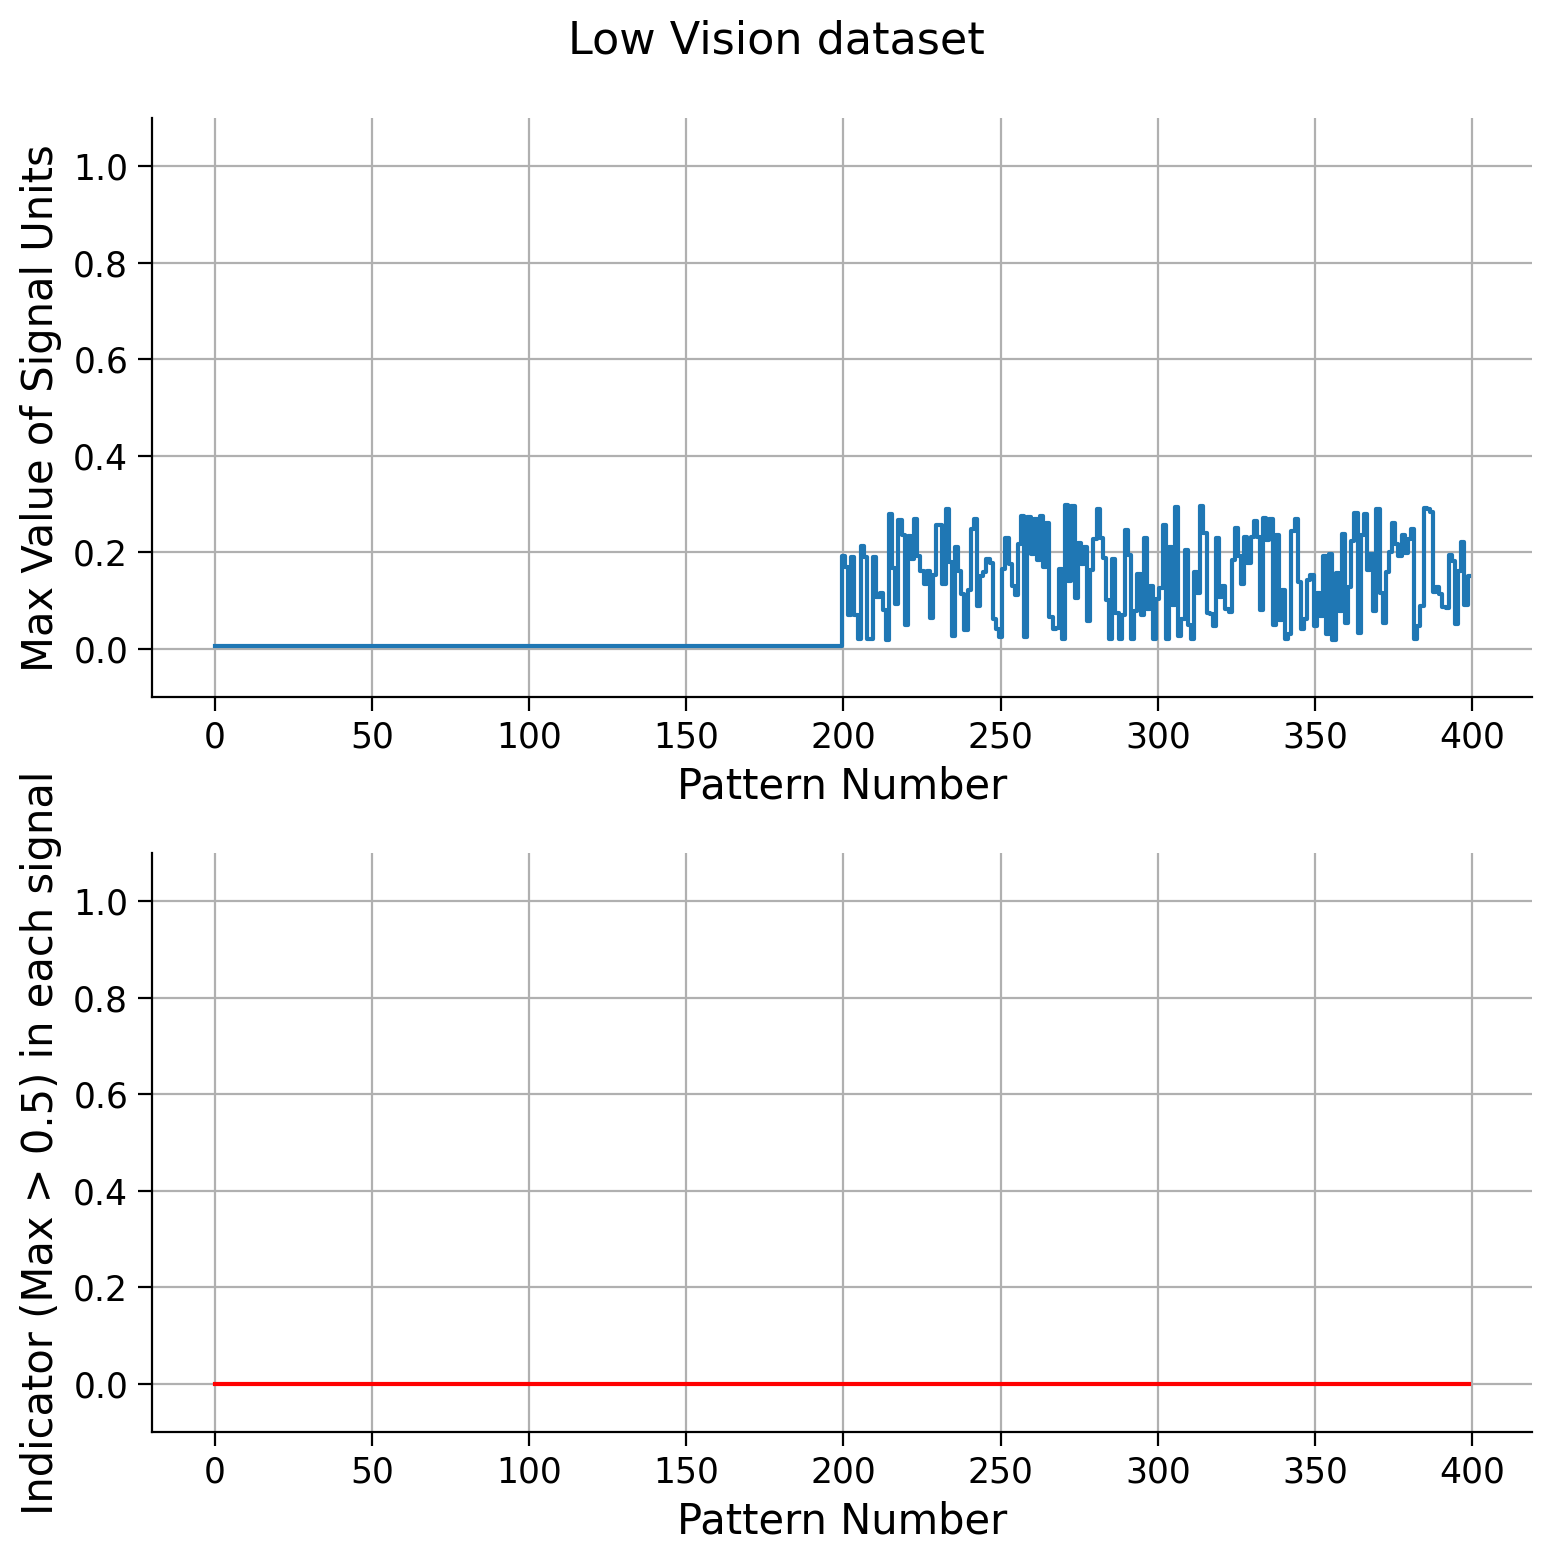 Low Vision dataset
Max Value of Signal Units
1.0
0.8
0.6
0.4
0.2
0.0
0 50 100 150 200 250 300 350 400
Pattern Number
Indicator (Max > 0.5) in each signal
1.0
0.8
0.6
0.4
0.2
0.0
0 50 100 150 200 250 300 350 400
Pattern Number